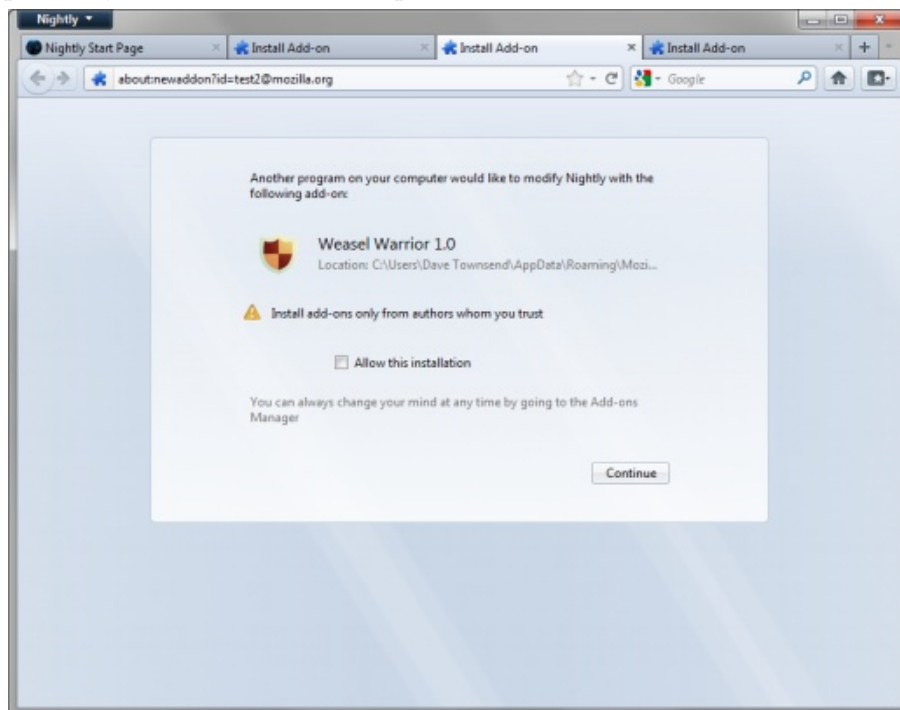 Nightly
Nightly Start Page
Install Add-on
Install Add-on
Install Add-on
about:newaddon?id=test2@mozilla.org
Google
Another program on your computer would like to modify Nightly with the
following add-on:
Weasel Warrior 1.0
Location: C:\Users\Dave Townsend\AppData\Roaming\Mozi...
Install add-ons only from authors whom you trust
Allow this installation
You can always change your mind at any time by going to the Add-ons
Manager
Continue